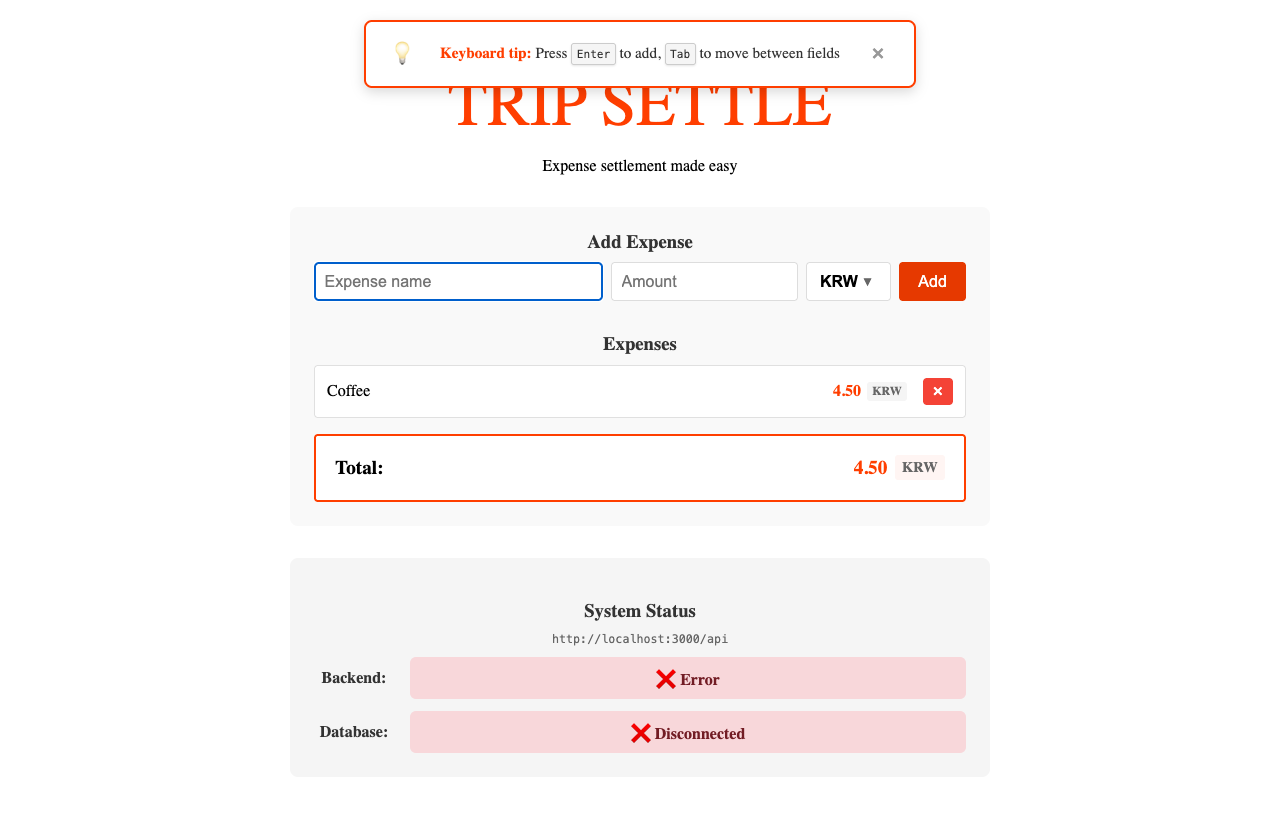 Keyboard tip: Press Enter to add, Tab to move between fields ✕
TRIP SETTLE
Expense settlement made easy
Add Expense
Expense name Amount KRW ▼ Add
Expenses
Coffee 4.50 KRW ✕
Total: 4.50 KRW
System Status
http://localhost:3000/api
Backend: ❌ Error
Database: ❌ Disconnected